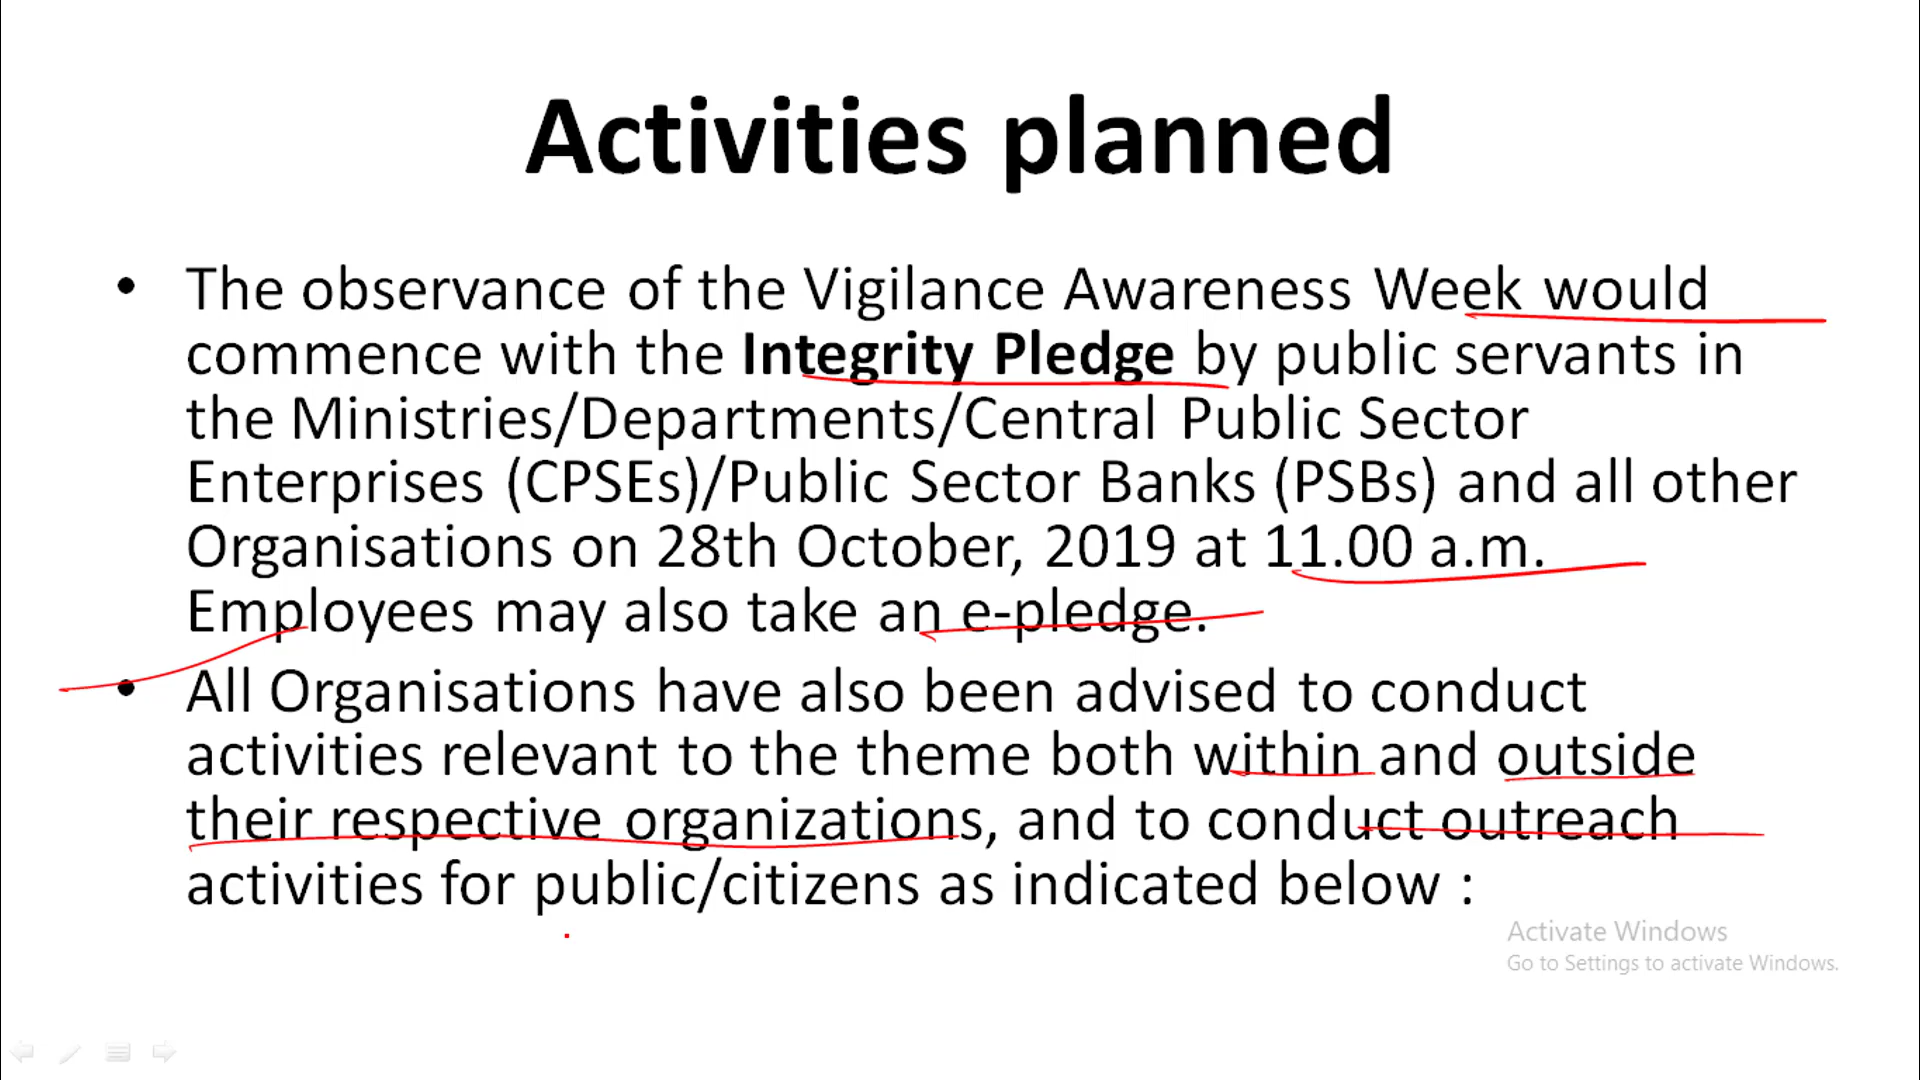 Activities planned
• The observance of the Vigilance Awareness Week would
commence with the Integrity Pledge by public servants in
the Ministries/Departments/Central Public Sector
Enterprises (CPSEs)/Public Sector Banks (PSBs) and all other
Organisations on 28th October, 2019 at 11.00 a.m.
Employees may also take an e-pledge.
• All Organisations have also been advised to conduct
activities relevant to the theme both within and outside
their respective organizations, and to conduct outreach
activities for public/citizens as indicated below :
Activate Windows
Go to Settings to activate Windows.